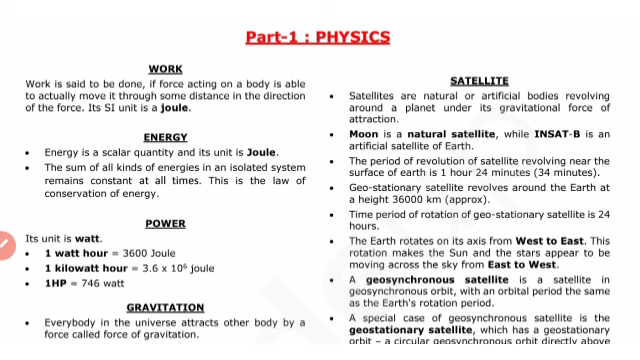 Part-1 : PHYSICS
WORK
Work is said to be done, if force acting on a body is able
to actually move it through some distance in the direction
of the force. Its SI unit is a joule.
ENERGY
• Energy is a scalar quantity and its unit is Joule.
• The sum of all kinds of energies in an isolated system
remains constant at all times. This is the law of
conservation of energy.
POWER
Its unit is watt.
• 1 watt hour = 3600 Joule
• 1 kilowatt hour = 3.6 x 10⁶ joule
• 1HP = 746 watt
GRAVITATION
• Everybody in the universe attracts other body by a
force called force of gravitation.
SATELLITE
• Satellites are natural or artificial bodies revolving
around a planet under its gravitational force of
attraction.
• Moon is a natural satellite, while INSAT-B is an
artificial satellite of Earth.
• The period of revolution of satellite revolving near the
surface of earth is 1 hour 24 minutes (34 minutes).
• Geo-stationary satellite revolves around the Earth at
a height 36000 km (approx).
• Time period of rotation of geo-stationary satellite is 24
hours.
• The Earth rotates on its axis from West to East. This
rotation makes the Sun and the stars appear to be
moving across the sky from East to West.
• A geosynchronous satellite is a satellite in
geosynchronous orbit, with an orbital period the same
as the Earth's rotation period.
• A special case of geosynchronous satellite is the
geostationary satellite, which has a geostationary
orbit – a circular geosynchronous orbit directly above